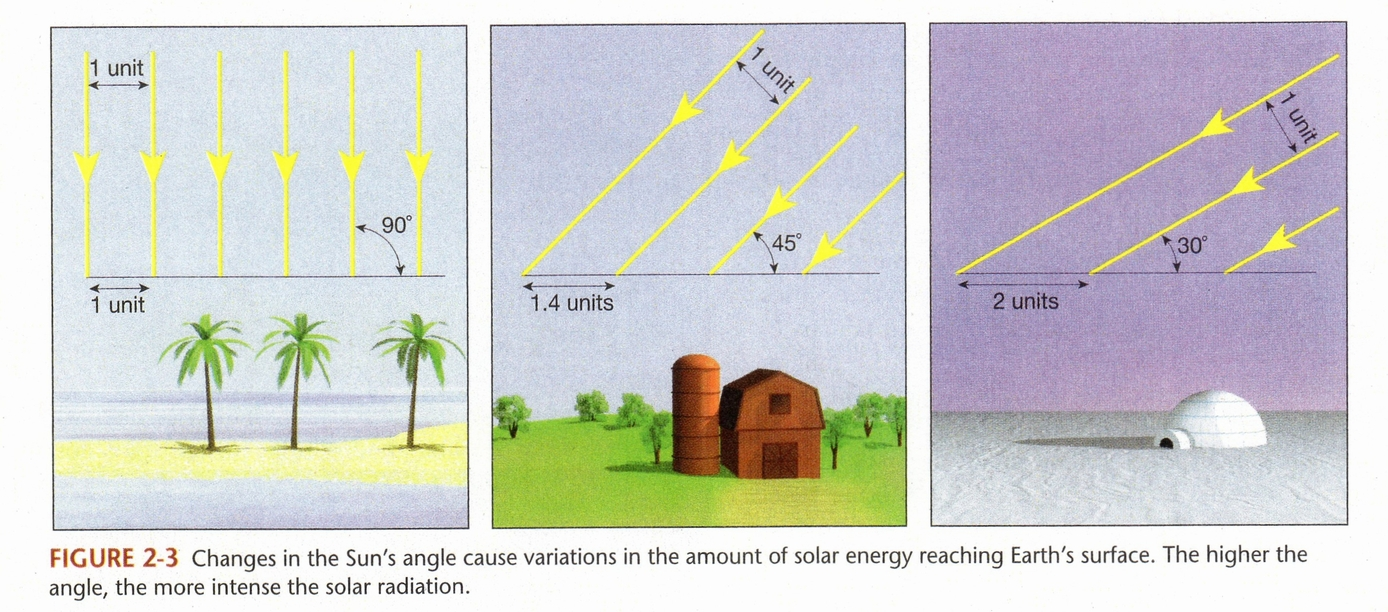 1 unit
90°
1 unit
1 unit
45°
1.4 units
1 unit
30°
2 units
FIGURE 2-3 Changes in the Sun's angle cause variations in the amount of solar energy reaching Earth's surface. The higher the
angle, the more intense the solar radiation.